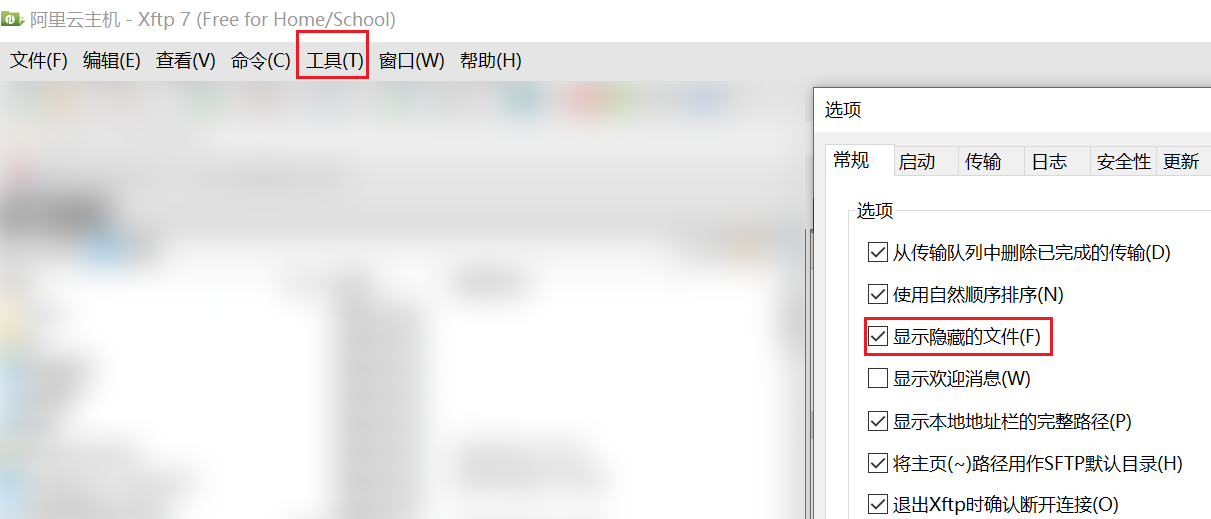 阿里云主机 - Xftp 7 (Free for Home/School)
文件(F) 编辑(E) 查看(V) 命令(C) 工具(T) 窗口(W) 帮助(H)
选项
常规 启动 传输 日志 安全性 更新
选项
从传输队列中删除已完成的传输(D)
使用自然顺序排序(N)
显示隐藏的文件(F)
显示欢迎消息(W)
显示本地地址栏的完整路径(P)
将主页(~)路径用作SFTP默认目录(H)
退出Xftp时确认断开连接(O)